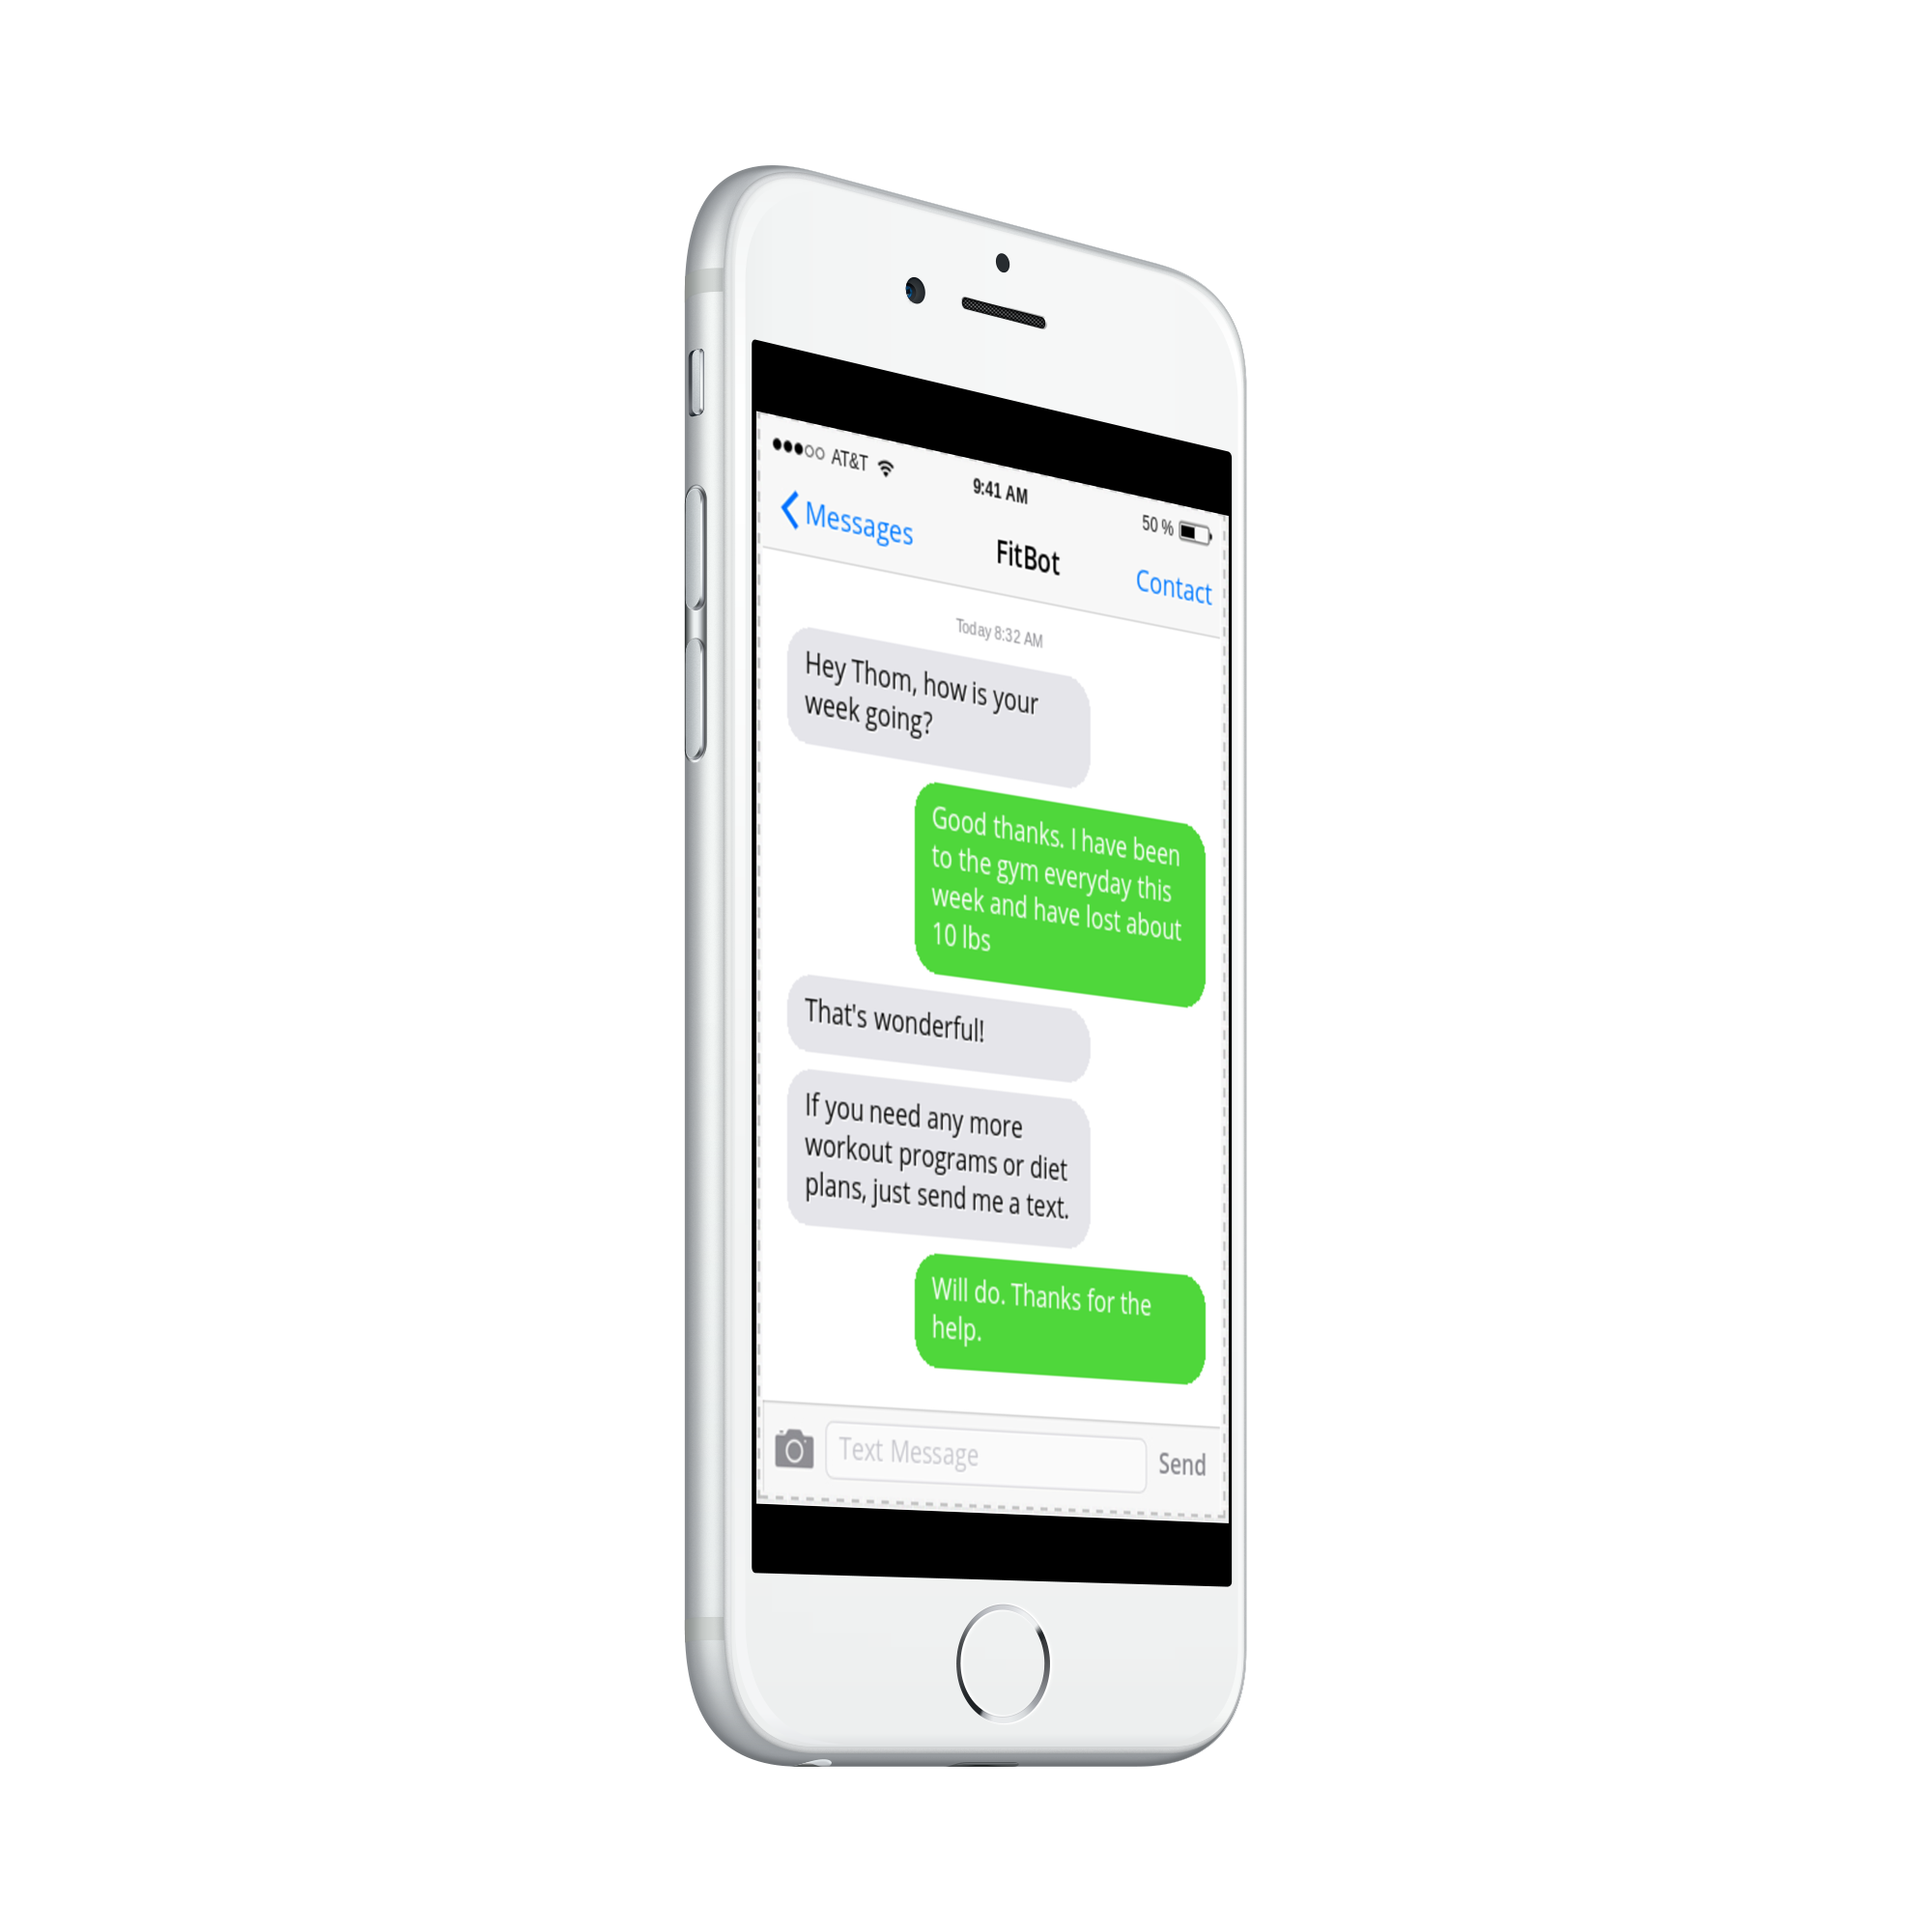 AT&T
9:41 AM
50 %
Messages
FitBot
Contact
Today 8:32 AM
Hey Thom, how is your
week going?
Good thanks. I have been
to the gym everyday this
week and have lost about
10 lbs
That's wonderful!
If you need any more
workout programs or diet
plans, just send me a text.
Will do. Thanks for the
help.
Text Message
Send